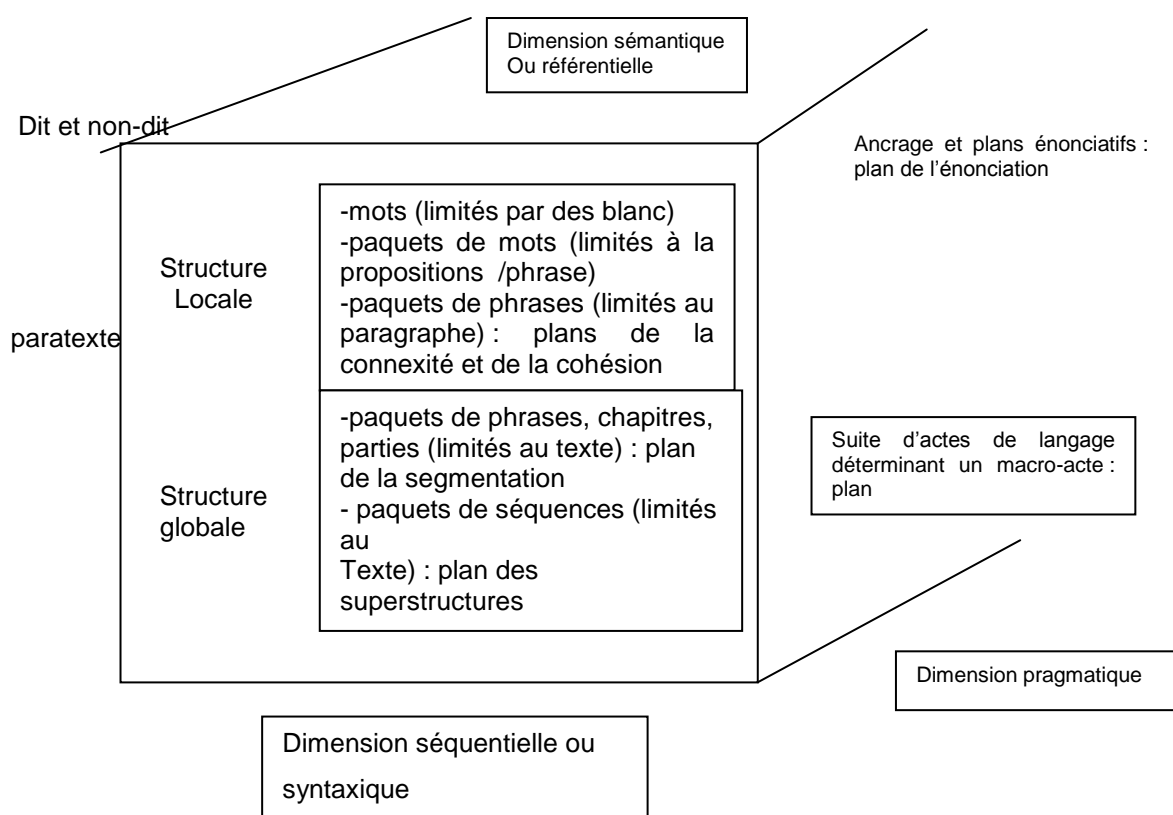 Dimension sémantique
Ou référentielle
Dit et non-dit
Ancrage et plans énonciatifs :
plan de l’énonciation
-mots (limités par des blanc)
-paquets de mots (limités à la
propositions /phrase)
-paquets de phrases (limités au
paragraphe) : plans de la
connexité et de la cohésion
Structure
Locale
paratexte
-paquets de phrases, chapitres,
parties (limités au texte) : plan
de la segmentation
- paquets de séquences (limités
au
Texte) : plan des
superstructures
Structure
globale
Suite d’actes de langage
déterminant un macro-acte :
plan
Dimension pragmatique
Dimension séquentielle ou
syntaxique